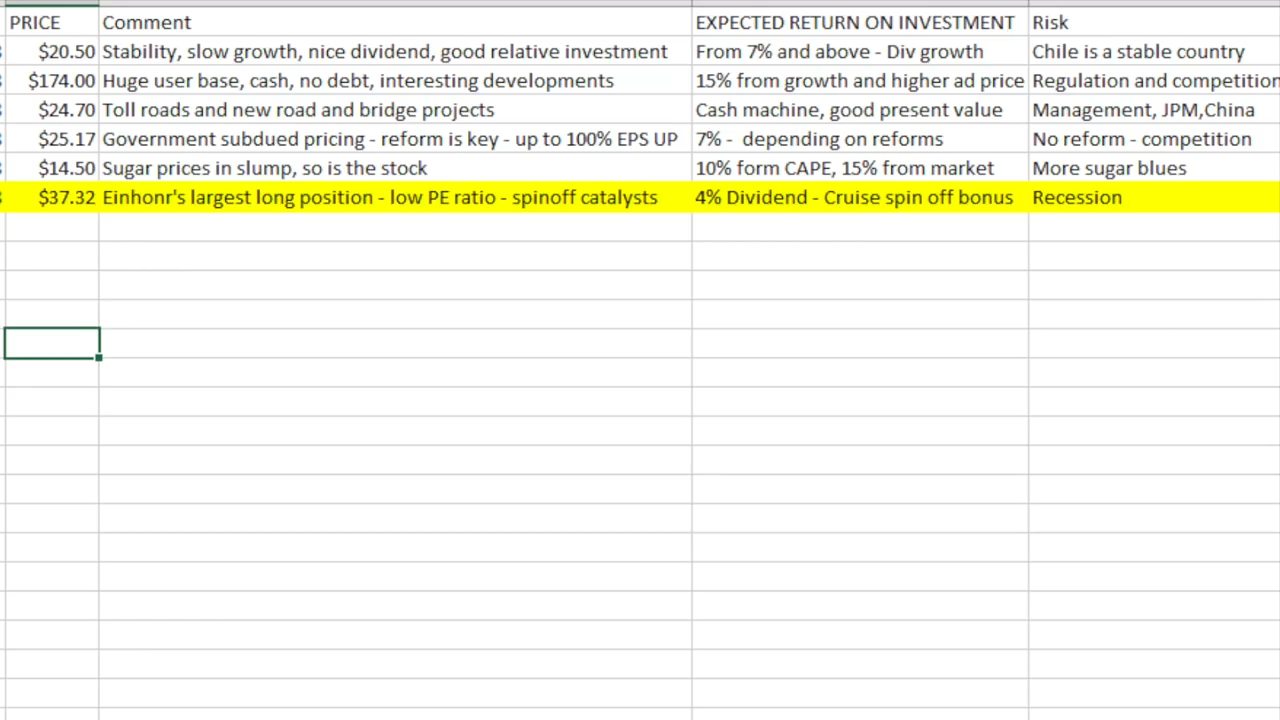 PRICE Comment EXPECTED RETURN ON INVESTMENT Risk
$20.50 Stability, slow growth, nice dividend, good relative investment From 7% and above - Div growth Chile is a stable country
$174.00 Huge user base, cash, no debt, interesting developments 15% from growth and higher ad price Regulation and competition
$24.70 Toll roads and new road and bridge projects Cash machine, good present value Management, JPM,China
$25.17 Government subdued pricing - reform is key - up to 100% EPS UP 7% - depending on reforms No reform - competition
$14.50 Sugar prices in slump, so is the stock 10% form CAPE, 15% from market More sugar blues
$37.32 Einhonr's largest long position - low PE ratio - spinoff catalysts 4% Dividend - Cruise spin off bonus Recession